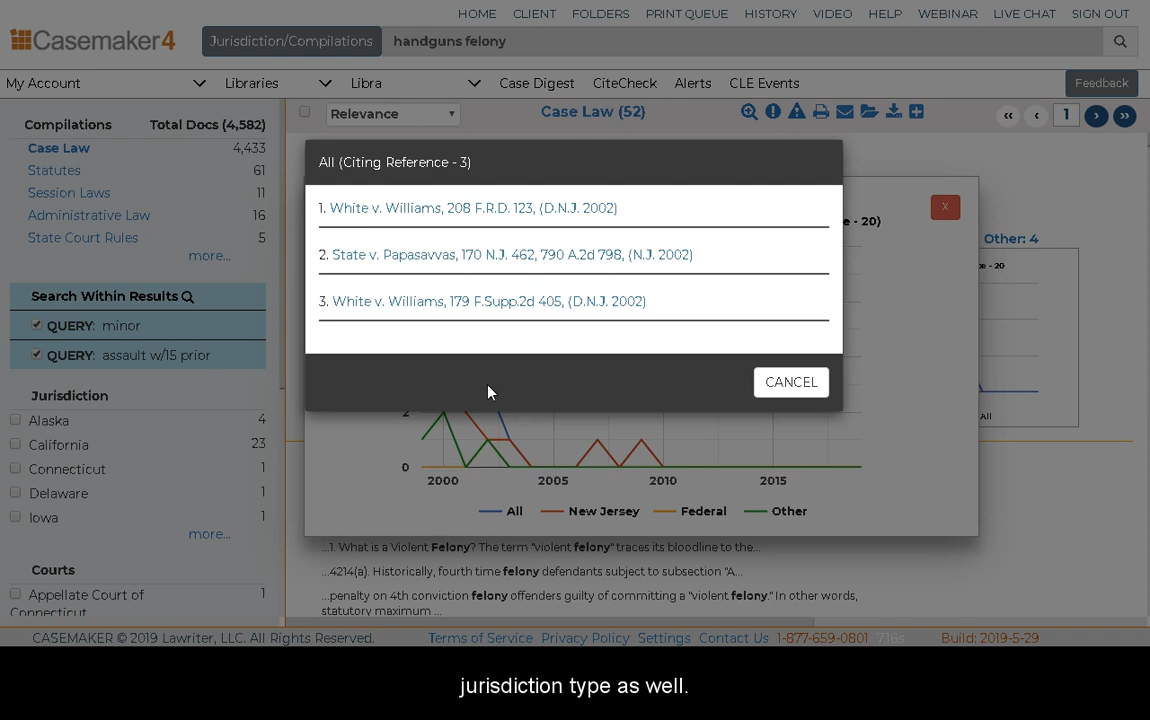 HOME CLIENT FOLDERS PRINT QUEUE HISTORY VIDEO HELP WEBINAR LIVE CHAT SIGN OUT
Casemaker4 Jurisdiction/Compilations handguns felony
My Account Libraries Libra Case Digest CiteCheck Alerts CLE Events Feedback
Compilations Total Docs (4,582)
Case Law 4,433
Statutes 61
Session Laws 11
Administrative Law 16
State Court Rules 5
more...
Search Within Results
QUERY: minor
QUERY: assault w/15 prior
Jurisdiction
Alaska 4
California 23
Connecticut 1
Delaware 1
Iowa 1
more...
Courts
Appellate Court of 1
Connecticut
Relevance Case Law (52) « ‹ 1 › »
All (Citing Reference - 3)
1. White v. Williams, 208 F.R.D. 123, (D.N.J. 2002)
2. State v. Papasavvas, 170 N.J. 462, 790 A.2d 798, (N.J. 2002)
3. White v. Williams, 179 F.Supp.2d 405, (D.N.J. 2002)
CANCEL
X
e - 20)
Other: 4
e - 20
All
2
0
2000 2005 2010 2015
All New Jersey Federal Other
...1. What is a Violent Felony? The term "violent felony" traces its bloodline to the...
...4214(a). Historically, fourth time felony defendants subject to subsection "A...
...penalty on 4th conviction felony offenders guilty of committing a "violent felony." In other words,
statutory maximum ...
CASEMAKER © 2019 Lawriter, LLC. All Rights Reserved. Terms of Service Privacy Policy Settings Contact Us 1-877-659-0801 7.16s Build: 2019-5-29
jurisdiction type as well.